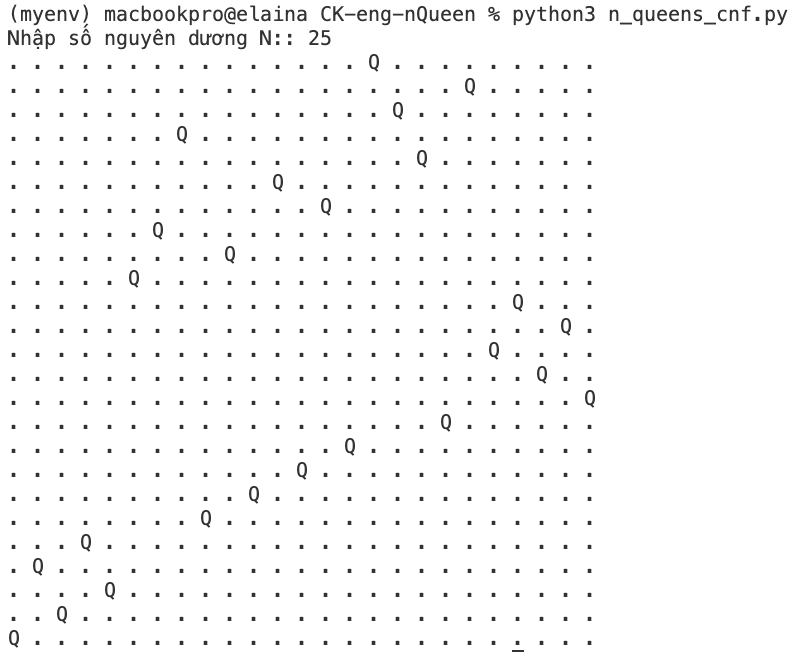 (myenv) macbookpro@elaina CK-eng-nQueen % python3 n_queens_cnf.py
Nhập số nguyên dương N:: 25
. . . . . . . . . . . . . . . Q . . . . . . . . .
. . . . . . . . . . . . . . . . . . . Q . . . . .
. . . . . . . . . . . . . . . . Q . . . . . . . .
. . . . . . . Q . . . . . . . . . . . . . . . . .
. . . . . . . . . . . . . . . . . Q . . . . . . .
. . . . . . . . . . . Q . . . . . . . . . . . . .
. . . . . . . . . . . . . Q . . . . . . . . . . .
. . . . . . Q . . . . . . . . . . . . . . . . . .
. . . . . . . . . Q . . . . . . . . . . . . . . .
. . . . . Q . . . . . . . . . . . . . . . . . . .
. . . . . . . . . . . . . . . . . . . . . Q . . .
. . . . . . . . . . . . . . . . . . . . . . . Q .
. . . . . . . . . . . . . . . . . . . . Q . . . .
. . . . . . . . . . . . . . . . . . . . . . Q . .
. . . . . . . . . . . . . . . . . . . . . . . . Q
. . . . . . . . . . . . . . . . . . Q . . . . . .
. . . . . . . . . . . . . . Q . . . . . . . . . .
. . . . . . . . . . . . Q . . . . . . . . . . . .
. . . . . . . . . . Q . . . . . . . . . . . . . .
. . . . . . . . Q . . . . . . . . . . . . . . . .
. . . Q . . . . . . . . . . . . . . . . . . . . .
. Q . . . . . . . . . . . . . . . . . . . . . . .
. . . . Q . . . . . . . . . . . . . . . . . . . .
. . Q . . . . . . . . . . . . . . . . . . . . . .
Q . . . . . . . . . . . . . . . . . . . . . . . .